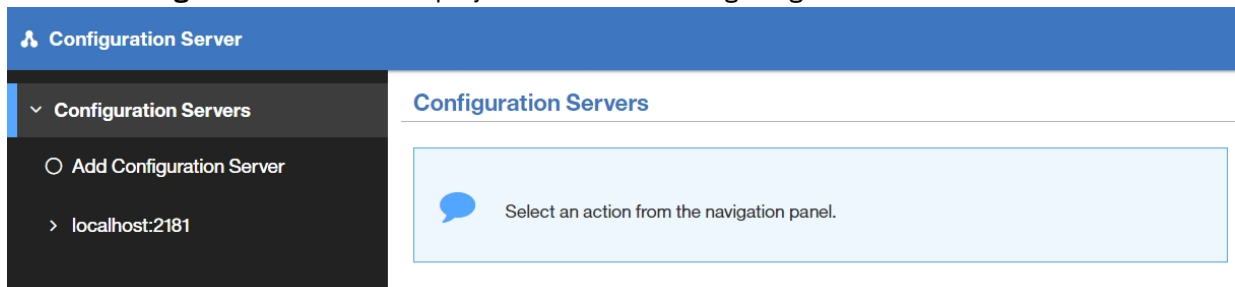 Configuration Server
Configuration Servers
Add Configuration Server
localhost:2181
Configuration Servers
Select an action from the navigation panel.